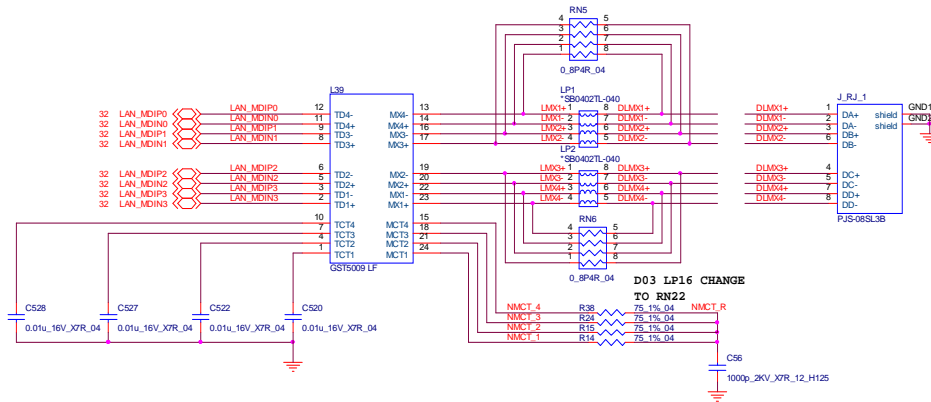 RN5
4 5
3 6
2 7
1 8
0_8P4R_04
L39
LP1
*SB0402TL-040
J_RJ_1
32 LAN_MDIP0 LAN_MDIP0 12 TD4- MX4- 13 LMX1+ 1 8 DLMX1+ DLMX1+ 1 DA+ shield GND1
32 LAN_MDIN0 LAN_MDIN0 11 TD4+ MX4+ 14 LMX1- 2 7 DLMX1- DLMX1- 2 DA- shield GND2
32 LAN_MDIP1 LAN_MDIP1 9 TD3- MX3- 16 LMX2+ 3 6 DLMX2+ DLMX2+ 3 DB+
32 LAN_MDIN1 LAN_MDIN1 8 TD3+ MX3+ 17 LMX2- 4 5 DLMX2- DLMX2- 6 DB-
LP2
*SB0402TL-040
32 LAN_MDIP2 LAN_MDIP2 6 TD2- MX2- 19 LMX3+ 1 8 DLMX3+ DLMX3+ 4 DC+
32 LAN_MDIN2 LAN_MDIN2 5 TD2+ MX2+ 20 LMX3- 2 7 DLMX3- DLMX3- 5 DC-
32 LAN_MDIP3 LAN_MDIP3 3 TD1- MX1- 22 LMX4+ 3 6 DLMX4+ DLMX4+ 7 DD+
32 LAN_MDIN3 LAN_MDIN3 2 TD1+ MX1+ 23 LMX4- 4 5 DLMX4- DLMX4- 8 DD-
PJS-08SL3B
10 TCT4 MCT4 15
7 TCT3 MCT3 18
4 TCT2 MCT2 21
1 TCT1 MCT1 24
GST5009 LF
RN6
4 5
3 6
2 7
1 8
0_8P4R_04
D03 LP16 CHANGE
TO RN22
NMCT_4 R38 75_1%_04 NMCT_R
NMCT_3 R24 75_1%_04
NMCT_2 R15 75_1%_04
NMCT_1 R14 75_1%_04
C528
0.01u_16V_X7R_04
C527
0.01u_16V_X7R_04
C522
0.01u_16V_X7R_04
C520
0.01u_16V_X7R_04
C56
1000p_2KV_X7R_12_H125